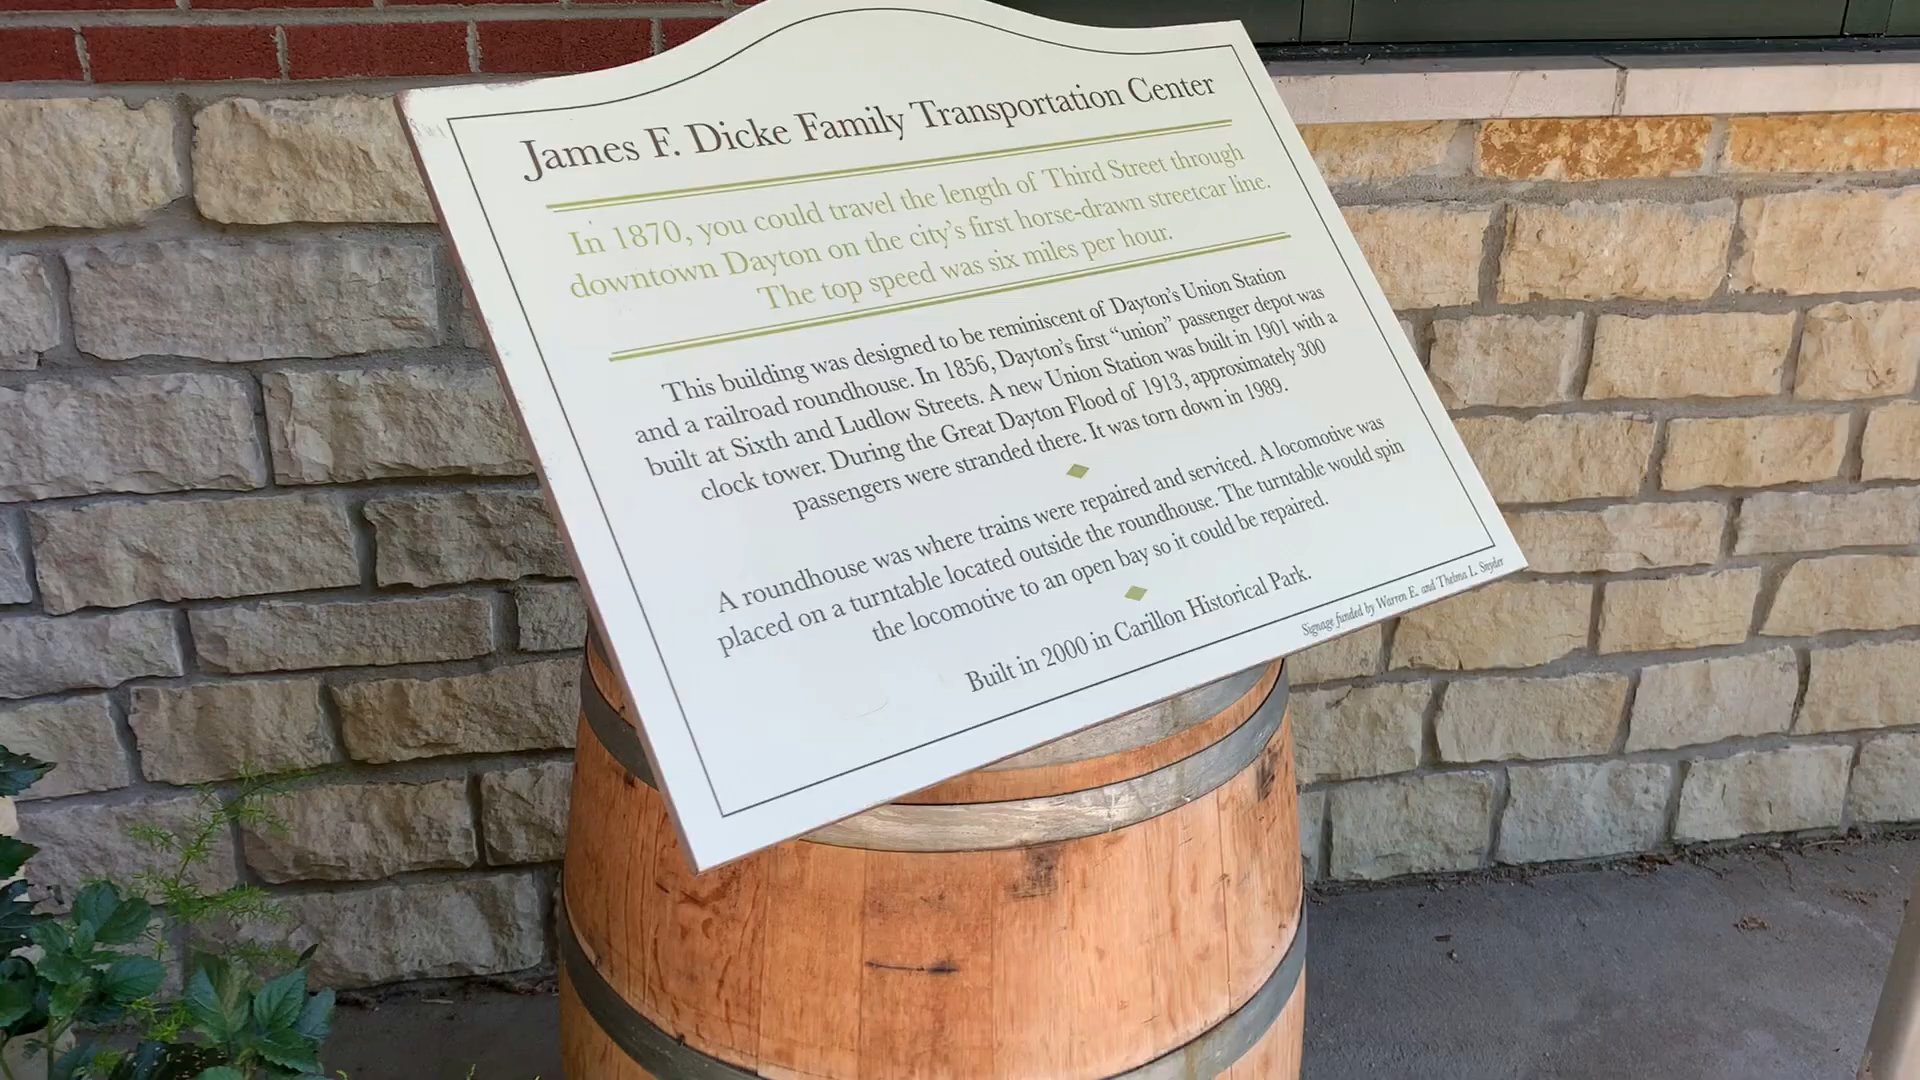 James F. Dicke Family Transportation Center
In 1870, you could travel the length of Third Street through
downtown Dayton on the city's first horse-drawn streetcar line.
The top speed was six miles per hour.
This building was designed to be reminiscent of Dayton's Union Station
and a railroad roundhouse. In 1856, Dayton's first “union” passenger depot was
built at Sixth and Ludlow Streets. A new Union Station was built in 1901 with a
clock tower. During the Great Dayton Flood of 1913, approximately 300
passengers were stranded there. It was torn down in 1989.
A roundhouse was where trains were repaired and serviced. A locomotive was
placed on a turntable located outside the roundhouse. The turntable would spin
the locomotive to an open bay so it could be repaired.
Built in 2000 in Carillon Historical Park.
Signage funded by Warren E. and Thelma L. Snyder